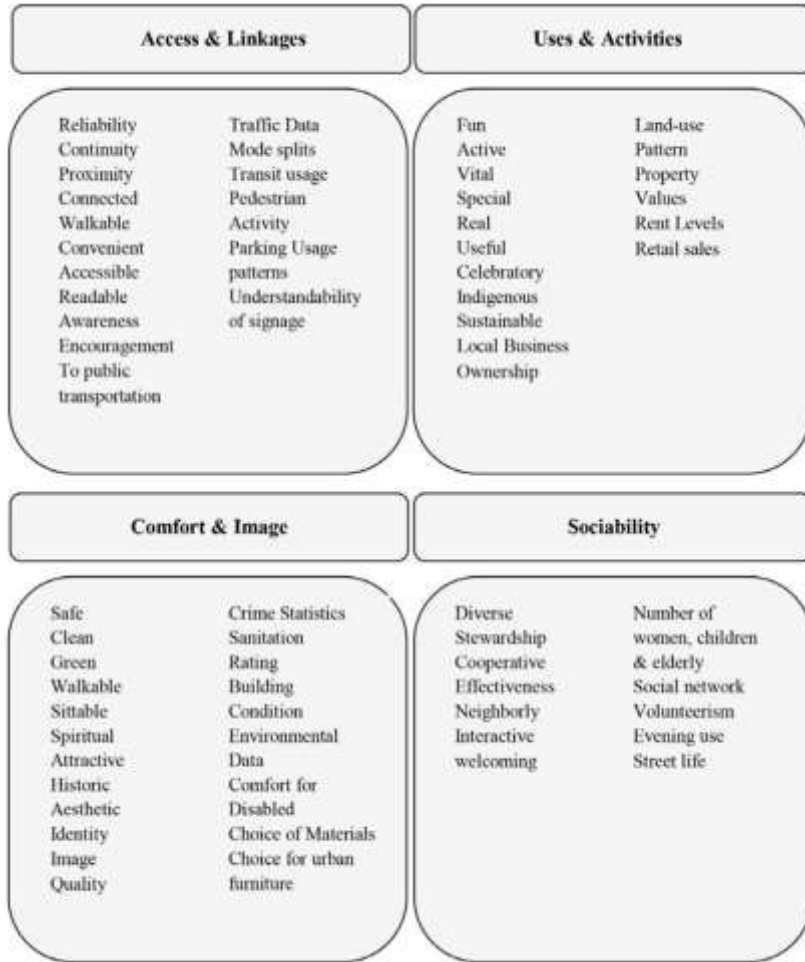 Access & Linkages
Reliability
Continuity
Proximity
Connected
Walkable
Convenient
Accessible
Readable
Awareness
Encouragement
To public
transportation
Traffic Data
Mode splits
Transit usage
Pedestrian
Activity
Parking Usage
patterns
Understandability
of signage
Uses & Activities
Fun
Active
Vital
Special
Real
Useful
Celebratory
Indigenous
Sustainable
Local Business
Ownership
Land-use
Pattern
Property
Values
Rent Levels
Retail sales
Comfort & Image
Safe
Clean
Green
Walkable
Sittable
Spiritual
Attractive
Historic
Aesthetic
Identity
Image
Quality
Crime Statistics
Sanitation
Rating
Building
Condition
Environmental
Data
Comfort for
Disabled
Choice of Materials
Choice for urban
furniture
Sociability
Diverse
Stewardship
Cooperative
Effectiveness
Neighborly
Interactive
welcoming
Number of
women, children
& elderly
Social network
Volunteerism
Evening use
Street life